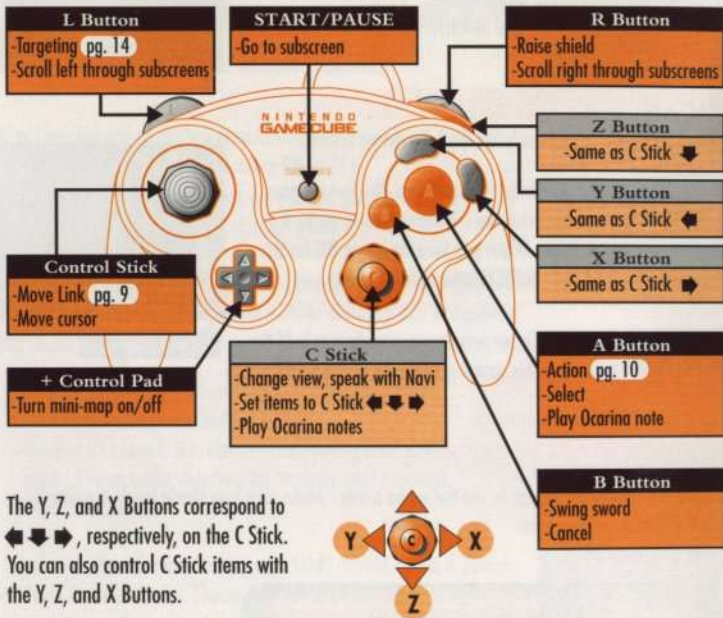 L Button
-Targeting pg. 14
-Scroll left through subscreens
START/PAUSE
-Go to subscreen
R Button
-Raise shield
-Scroll right through subscreens
NINTENDO
GAMECUBE
Z Button
-Same as C Stick ⬇
Y Button
-Same as C Stick ⬅
X Button
-Same as C Stick ➡
A
B
C
Control Stick
-Move Link pg. 9
-Move cursor
+ Control Pad
-Turn mini-map on/off
C Stick
-Change view, speak with Navi
-Set items to C Stick ⬅ ⬇ ➡
-Play Ocarina notes
A Button
-Action pg. 10
-Select
-Play Ocarina note
B Button
-Swing sword
-Cancel
The Y, Z, and X Buttons correspond to
⬅ ⬇ ➡, respectively, on the C Stick.
You can also control C Stick items with
the Y, Z, and X Buttons.
Y C X
Z